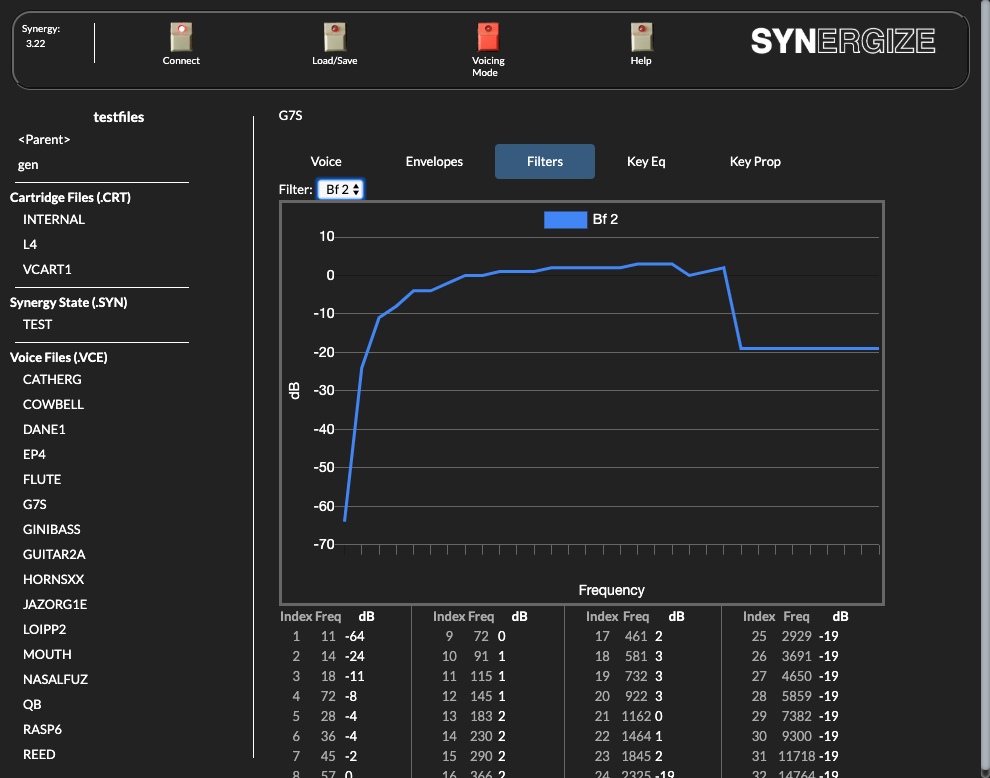 Synergy:
3.22
Connect
Load/Save
Voicing
Mode
Help
SYNERGIZE
testfiles
<Parent>
gen
Cartridge Files (.CRT)
INTERNAL
L4
VCART1
Synergy State (.SYN)
TEST
Voice Files (.VCE)
CATHERG
COWBELL
DANE1
EP4
FLUTE
G7S
GINIBASS
GUITAR2A
HORNSXX
JAZORG1E
LOIPP2
MOUTH
NASALFUZ
QB
RASP6
REED
G7S
Voice Envelopes Filters Key Eq Key Prop
Filter: Bf 2
Bf 2
10
0
-10
-20
-30
-40
-50
-60
-70
dB
Frequency
Index Freq dB Index Freq dB Index Freq dB Index Freq dB
1 11 -64 9 72 0 17 461 2 25 2929 -19
2 14 -24 10 91 1 18 581 3 26 3691 -19
3 18 -11 11 115 1 19 732 3 27 4650 -19
4 72 -8 12 145 1 20 922 3 28 5859 -19
5 28 -4 13 183 2 21 1162 0 29 7382 -19
6 36 -4 14 230 2 22 1464 1 30 9300 -19
7 45 -2 15 290 2 23 1845 2 31 11718 -19
8 57 0 16 366 2 24 2325 -19 32 14764 -19